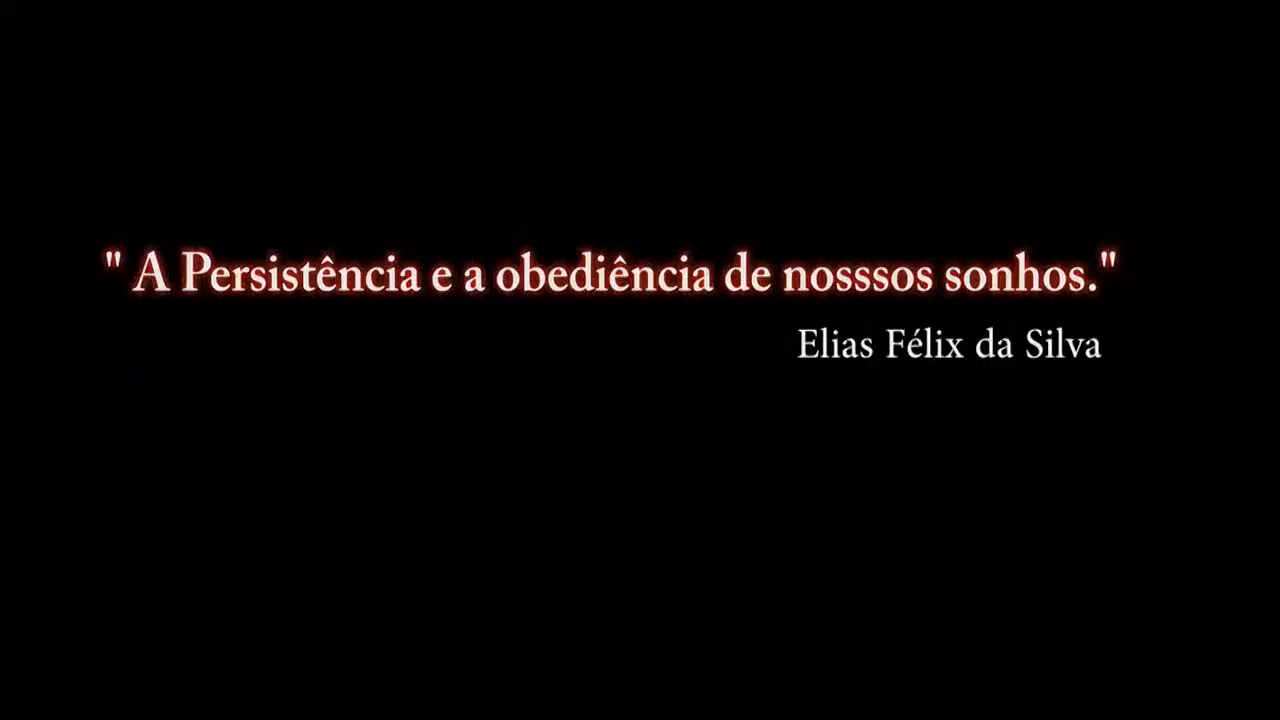 " A Persistência e a obediência de nosssos sonhos."
Elias Félix da Silva